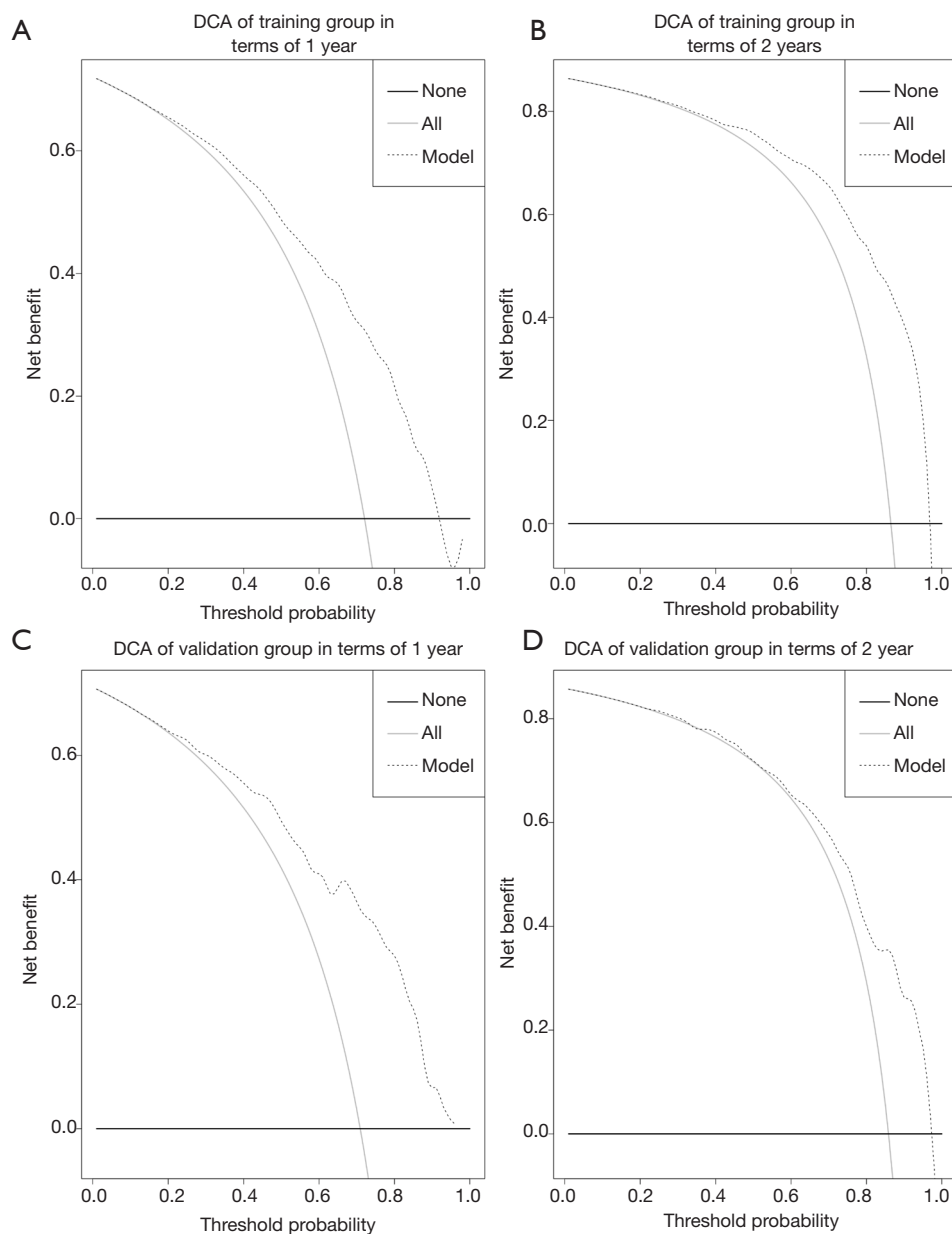 A
DCA of training group in
terms of 1 year
None
All
Model
0.6
0.4
0.2
0.0
Net benefit
0.0 0.2 0.4 0.6 0.8 1.0
Threshold probability
B
DCA of training group in
terms of 2 years
None
All
Model
0.8
0.6
0.4
0.2
0.0
Net benefit
0.0 0.2 0.4 0.6 0.8 1.0
Threshold probability
C
DCA of validation group in terms of 1 year
None
All
Model
0.6
0.4
0.2
0.0
Net benefit
0.0 0.2 0.4 0.6 0.8 1.0
Threshold probability
D
DCA of validation group in terms of 2 year
None
All
Model
0.8
0.6
0.4
0.2
0.0
Net benefit
0.0 0.2 0.4 0.6 0.8 1.0
Threshold probability